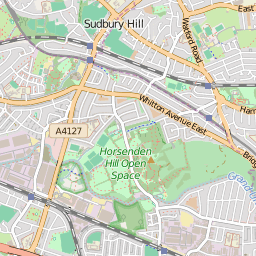 East
Sudbury Hill
Watford Road
Whitton Avenue East
Ham
A4127
Bridg
Horsenden
Hill Open
Space
Grand